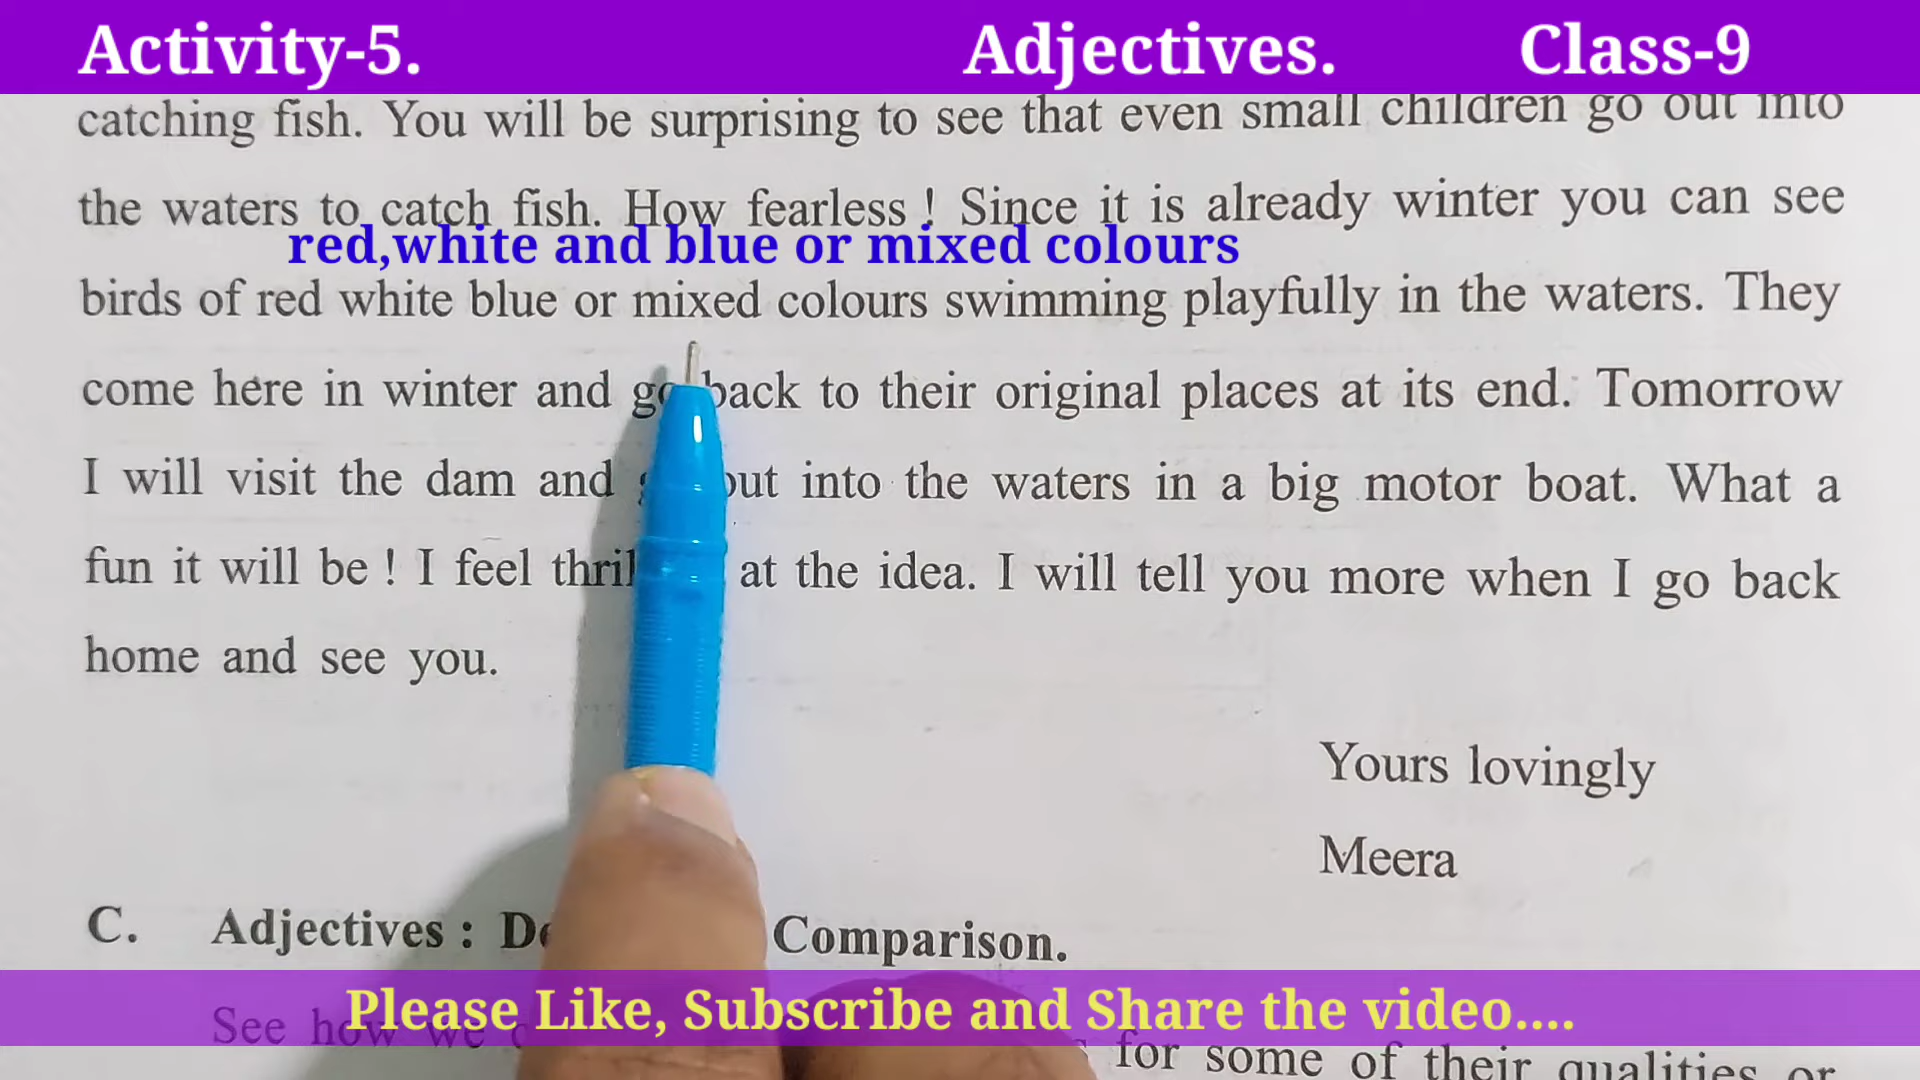 Activity-5. Adjectives. Class-9
catching fish. You will be surprising to see that even small children go out into
the waters to catch fish. How fearless ! Since it is already winter you can see
red,white and blue or mixed colours
birds of red white blue or mixed colours swimming playfully in the waters. They
come here in winter and go back to their original places at its end. Tomorrow
I will visit the dam and out into the waters in a big motor boat. What a
fun it will be ! I feel at the idea. I will tell you more when I go back
home and see you.
Yours lovingly
Meera
C. Adjectives : Comparison.
Please Like, Subscribe and Share the video....
See how we for some of their qualities or